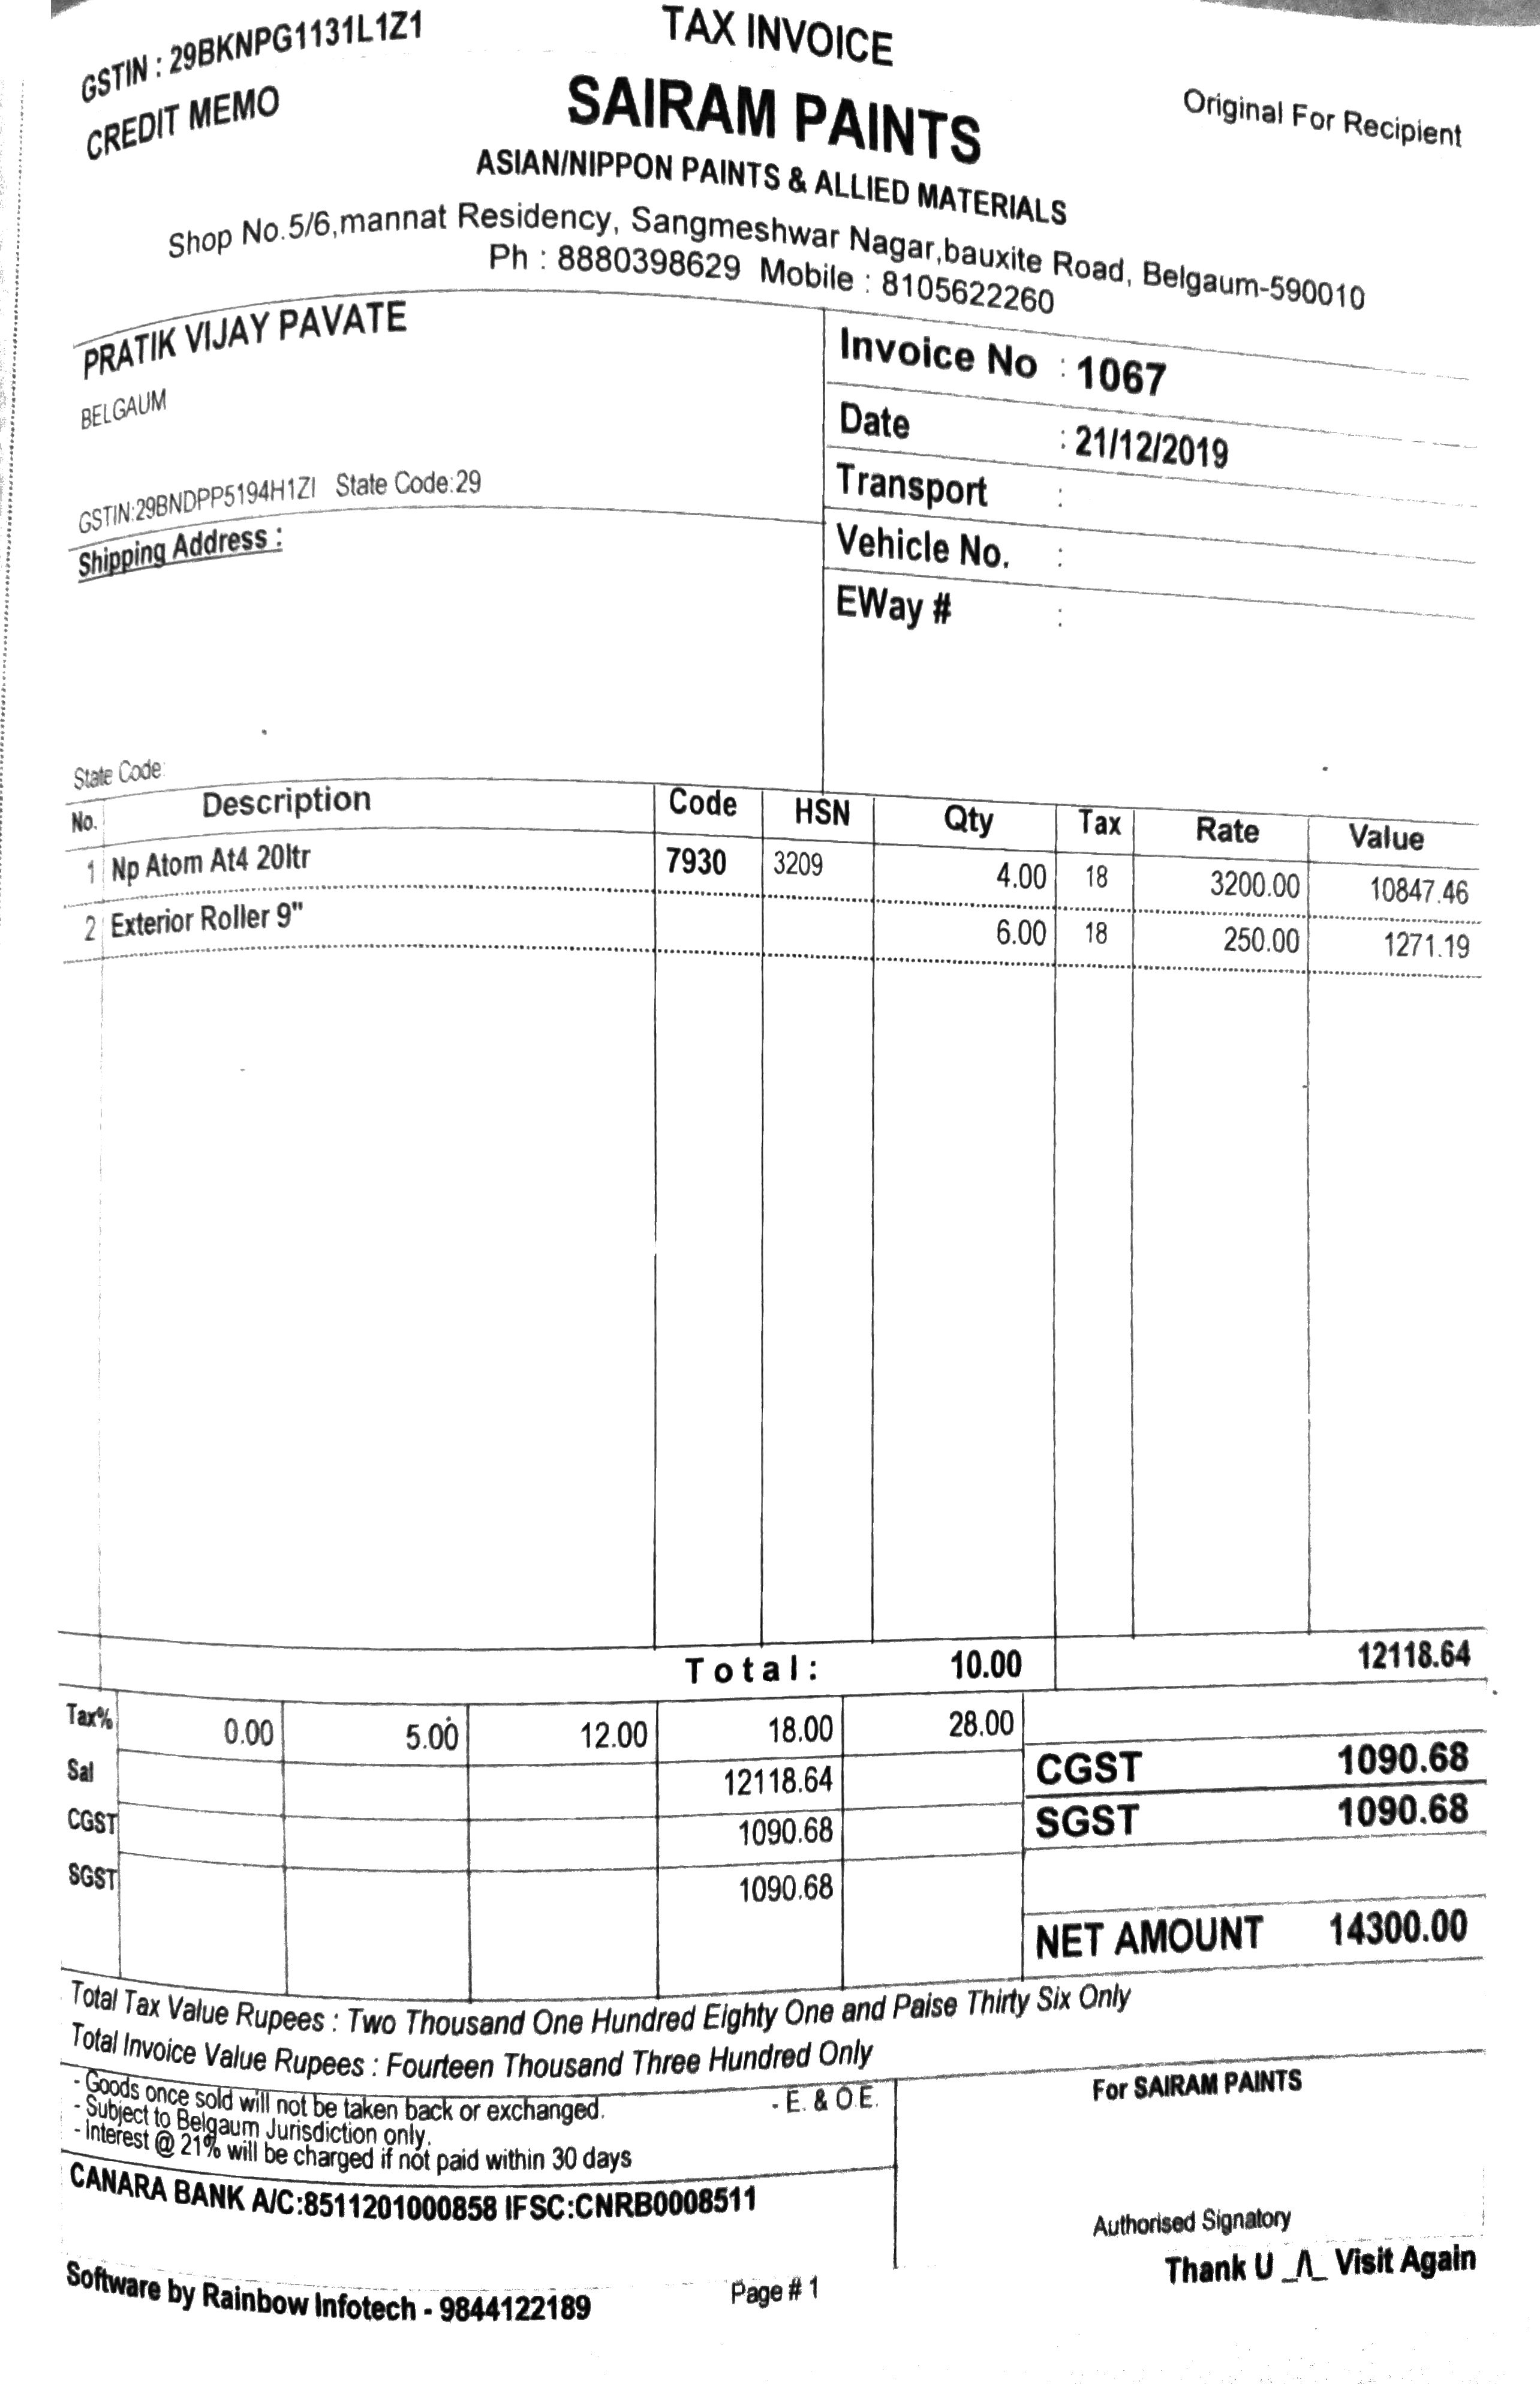 GSTIN : 29BKNPG1131L1Z1
CREDIT MEMO
TAX INVOICE
Original For Recipient
SAIRAM PAINTS
ASIAN/NIPPON PAINTS & ALLIED MATERIALS
Shop No.5/6,mannat Residency, Sangmeshwar Nagar,bauxite Road, Belgaum-590010
Ph : 8880398629 Mobile : 8105622260
PRATIK VIJAY PAVATE
BELGAUM
GSTIN:29BNDPP5194H1ZI State Code:29
Shipping Address :
State Code:
Invoice No : 1067
Date : 21/12/2019
Transport :
Vehicle No. :
EWay # :
No. Description Code HSN Qty Tax Rate Value
1 Np Atom At4 20ltr 7930 3209 4.00 18 3200.00 10847.46
2 Exterior Roller 9" 6.00 18 250.00 1271.19
Total: 10.00 12118.64
Tax% 0.00 5.00 12.00 18.00 28.00
Sal 12118.64
CGST 1090.68
SGST 1090.68
CGST 1090.68
SGST 1090.68
NET AMOUNT 14300.00
Total Tax Value Rupees : Two Thousand One Hundred Eighty One and Paise Thirty Six Only
Total Invoice Value Rupees : Fourteen Thousand Three Hundred Only
- Goods once sold will not be taken back or exchanged. - E. & O.E.
- Subject to Belgaum Jurisdiction only.
- Interest @ 21% will be charged if not paid within 30 days
CANARA BANK A/C:8511201000858 IFSC:CNRB0008511
For SAIRAM PAINTS
Authorised Signatory
Thank U _/\_ Visit Again
Software by Rainbow Infotech - 9844122189
Page # 1